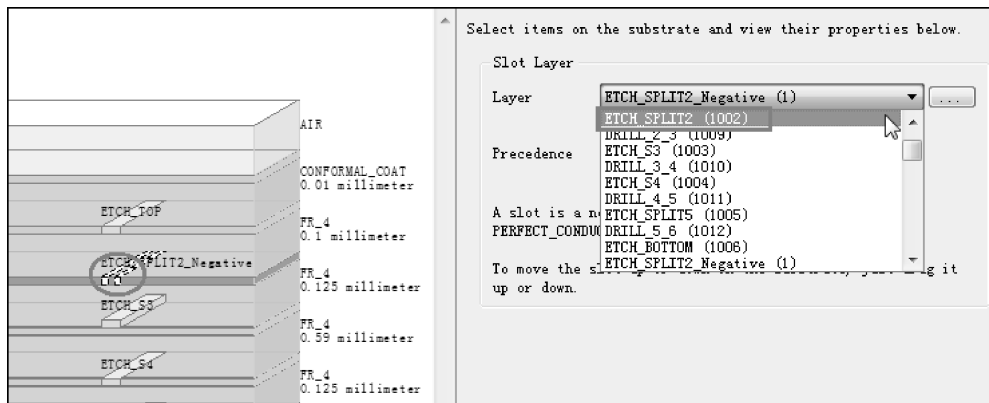 AIR
CONFORMAL_COAT
0.01 millimeter
ETCH_TOP
FR_4
0.1 millimeter
ETCH_SPLIT2_Negative
FR_4
0.125 millimeter
ETCH_S3
FR_4
0.59 millimeter
ETCH_S4
FR_4
0.125 millimeter
Select items on the substrate and view their properties below.
Slot Layer
Layer
ETCH_SPLIT2_Negative (1)
...
ETCH_SPLIT2 (1002)
DRILL_2_3 (1009)
Precedence
ETCH_S3 (1003)
DRILL_3_4 (1010)
ETCH_S4 (1004)
DRILL_4_5 (1011)
A slot is a
ETCH_SPLIT5 (1005)
DRILL_5_6 (1012)
ETCH_BOTTOM (1006)
ETCH_SPLIT2_Negative (1)
To move the
it
up or down.